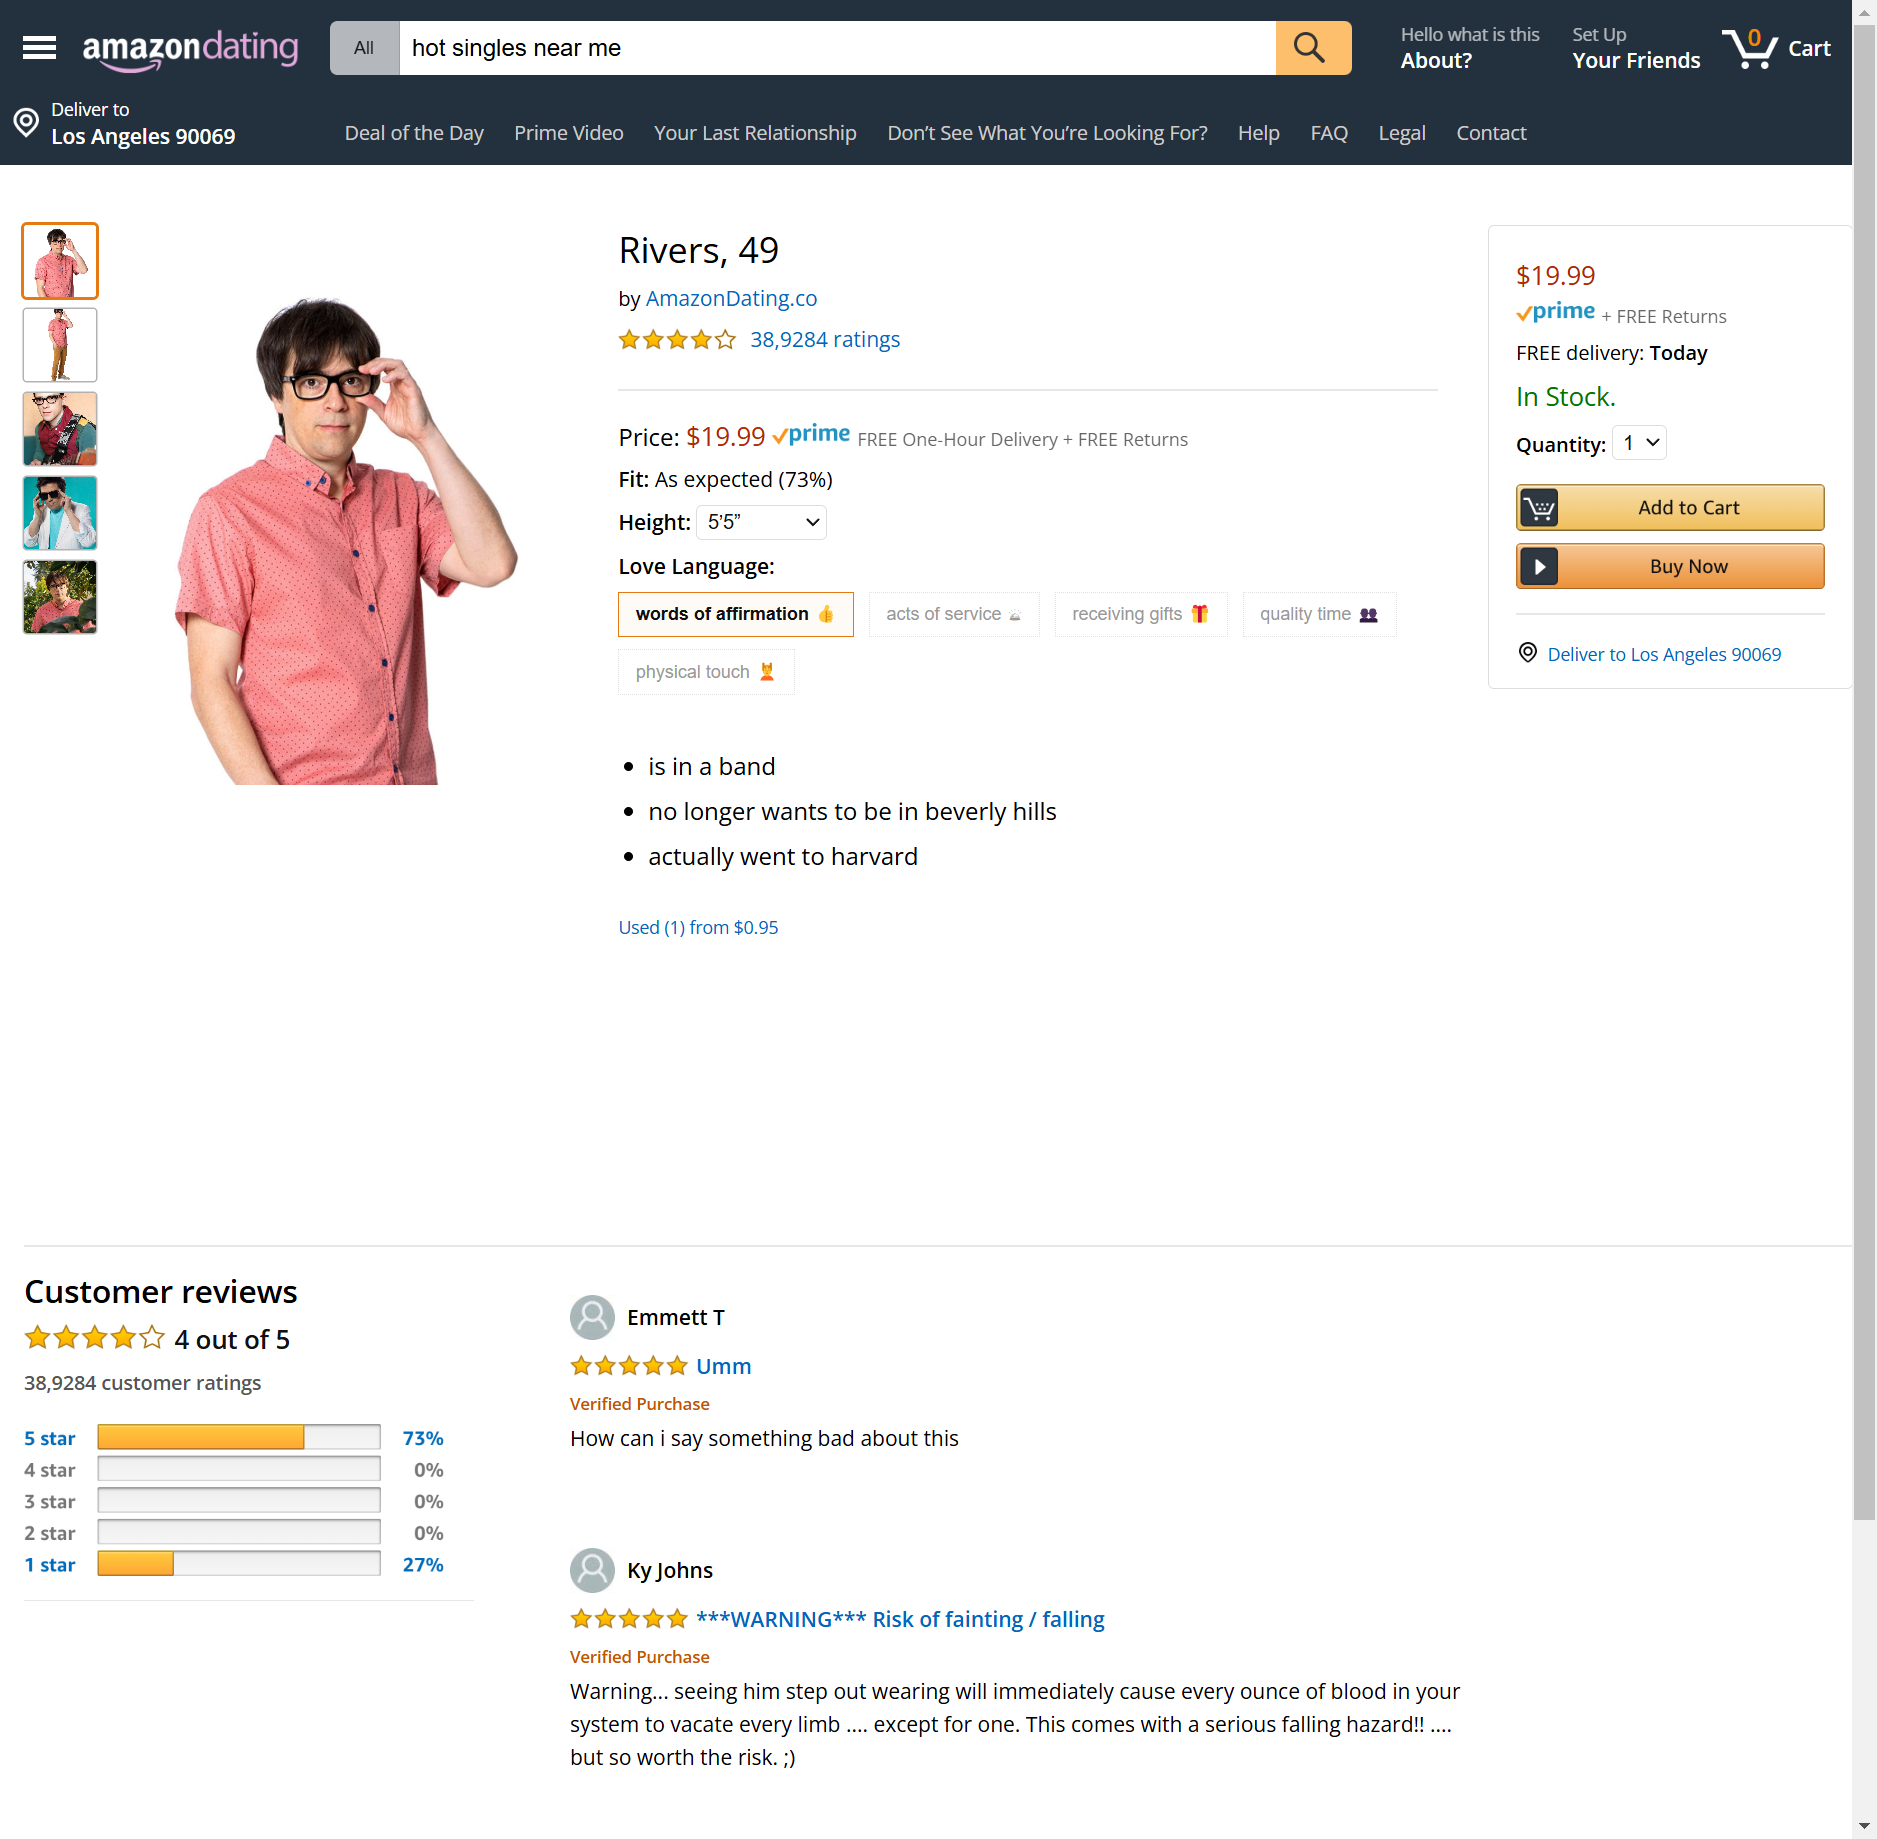 amazondating
All
hot singles near me
Hello what is this
About?
Set Up
Your Friends
0
Cart
Deliver to
Los Angeles 90069
Deal of the Day
Prime Video
Your Last Relationship
Don’t See What You’re Looking For?
Help
FAQ
Legal
Contact
Rivers, 49
by AmazonDating.co
38,9284 ratings
Price: $19.99 prime FREE One-Hour Delivery + FREE Returns
Fit: As expected (73%)
Height: 5’5”
Love Language:
words of affirmation 👍
acts of service
receiving gifts 🎁
quality time 👥
physical touch 💆
• is in a band
• no longer wants to be in beverly hills
• actually went to harvard
Used (1) from $0.95
$19.99
prime + FREE Returns
FREE delivery: Today
In Stock.
Quantity: 1
Add to Cart
Buy Now
Deliver to Los Angeles 90069
Customer reviews
4 out of 5
38,9284 customer ratings
5 star 73%
4 star 0%
3 star 0%
2 star 0%
1 star 27%
Emmett T
Umm
Verified Purchase
How can i say something bad about this
Ky Johns
***WARNING*** Risk of fainting / falling
Verified Purchase
Warning... seeing him step out wearing will immediately cause every ounce of blood in your
system to vacate every limb .... except for one. This comes with a serious falling hazard!! ....
but so worth the risk. ;)